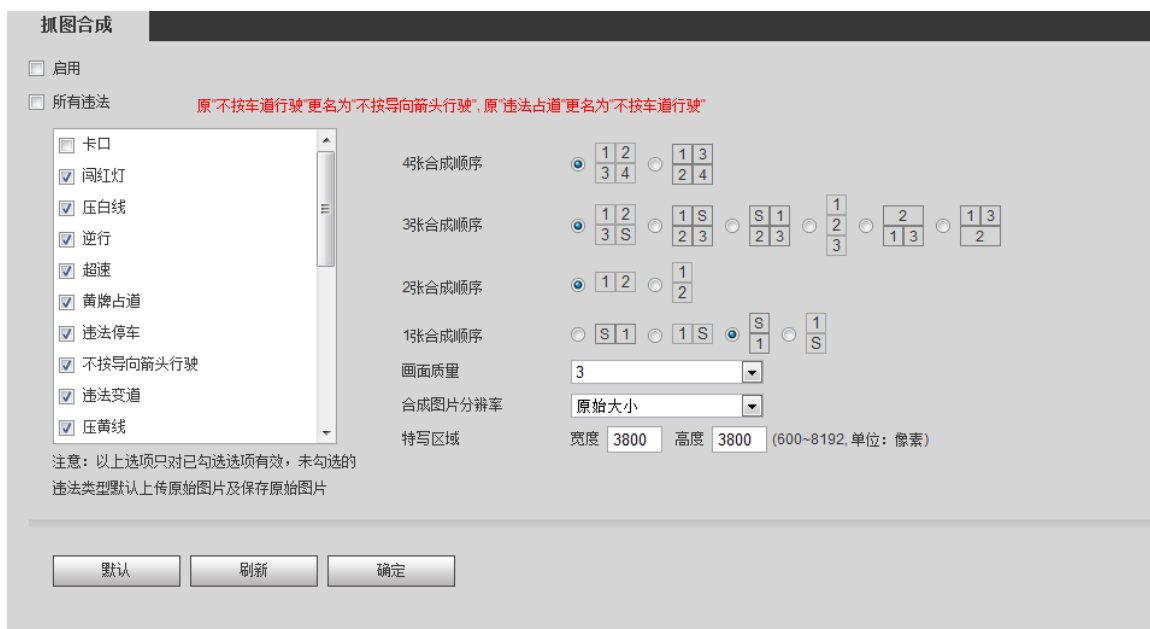 抓图合成
启用
所有违法
原"不按车道行驶"更名为"不按导向箭头行驶", 原"违法占道"更名为"不按车道行驶"
卡口
闯红灯
压白线
逆行
超速
黄牌占道
违法停车
不按导向箭头行驶
违法变道
压黄线
注意：以上选项只对已勾选选项有效，未勾选的
违法类型默认上传原始图片及保存原始图片
4张合成顺序
1 2 1 3
3 4 2 4
3张合成顺序
1 2 1 S S 1 1 2 1 3
3 S 2 3 2 3 2 1 3 2
3
2张合成顺序
1 2 1
2
1张合成顺序
S 1 1 S S 1
1 S
画面质量 3
合成图片分辨率 原始大小
特写区域 宽度 3800 高度 3800 (600~8192, 单位：像素)
默认 刷新 确定